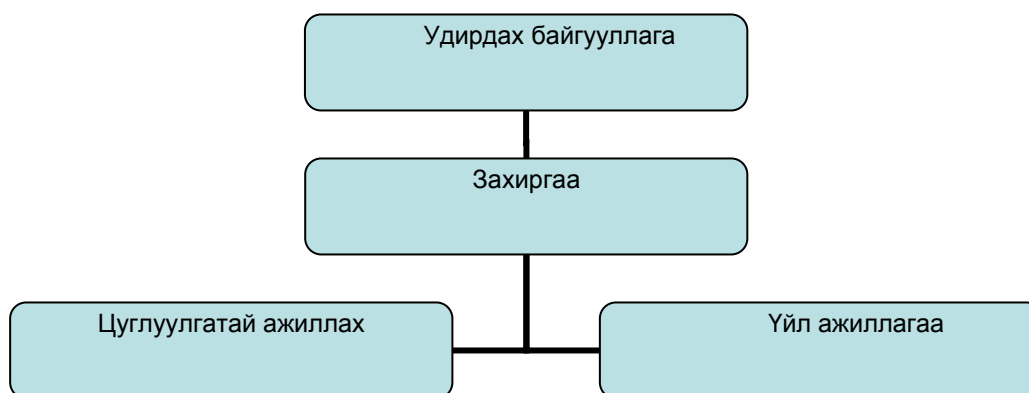 Удирдах байгууллага
Захиргаа
Цуглуулгатай ажиллах
Үйл ажиллагаа